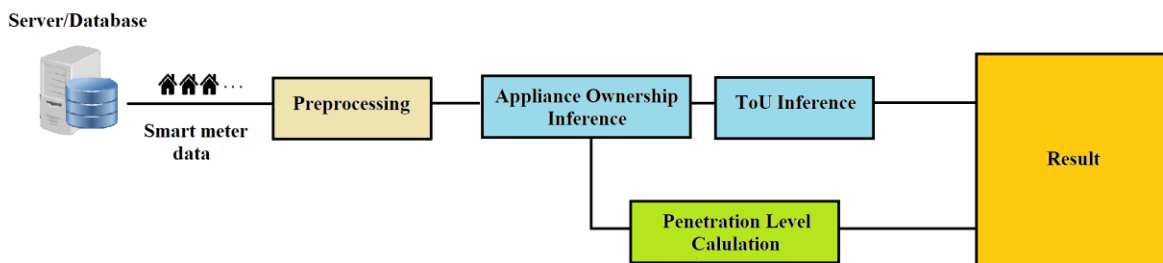 Server/Database
Smart meter
data
Preprocessing
Appliance Ownership
Inference
ToU Inference
Penetration Level
Calulation
Result